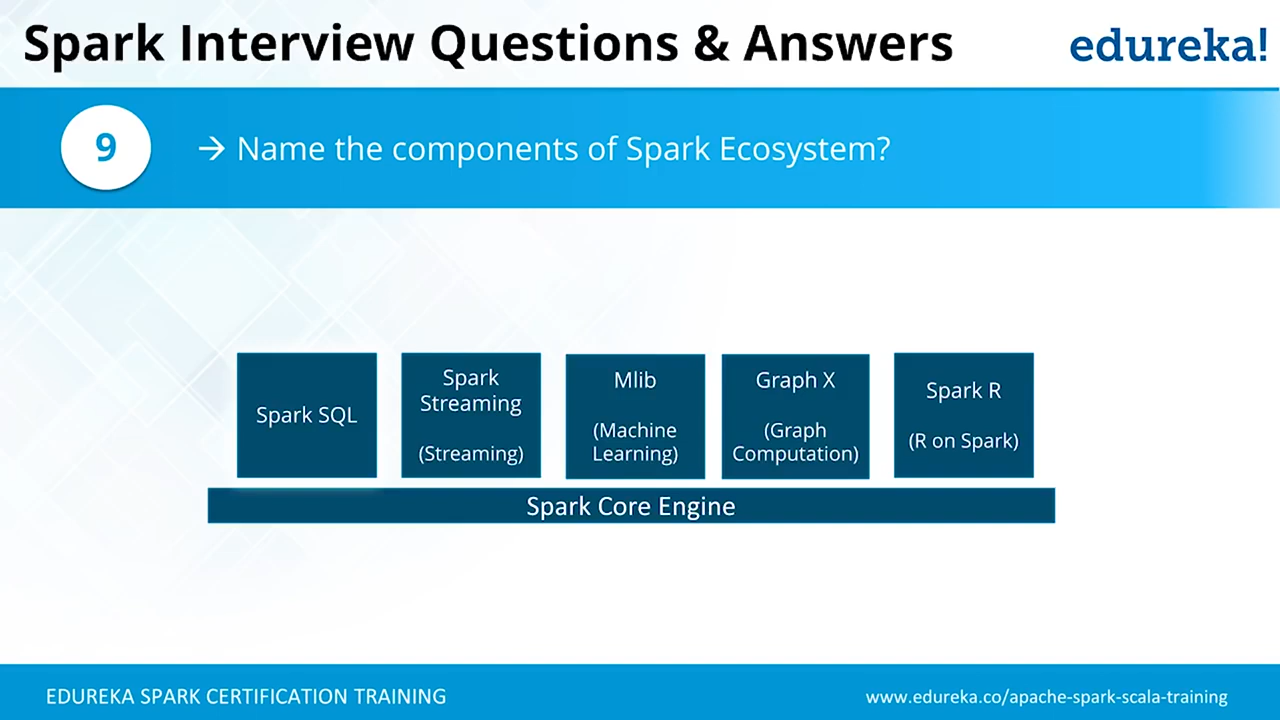 Spark Interview Questions & Answers
edureka!
9
→ Name the components of Spark Ecosystem?
Spark SQL
Spark
Streaming
(Streaming)
Mlib
(Machine
Learning)
Graph X
(Graph
Computation)
Spark R
(R on Spark)
Spark Core Engine
EDUREKA SPARK CERTIFICATION TRAINING
www.edureka.co/apache-spark-scala-training